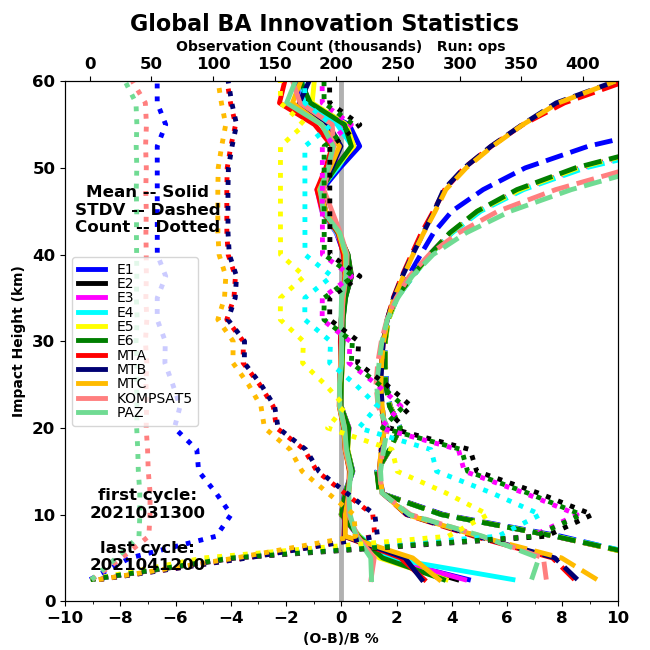 Global BA Innovation Statistics
Observation Count (thousands)   Run: ops
0 50 100 150 200 250 300 350 400
60
50
40
30
20
10
0
Impact Height (km)
Mean -- Solid
STDV -- Dashed
Count -- Dotted
E1
E2
E3
E4
E5
E6
MTA
MTB
MTC
KOMPSAT5
PAZ
first cycle:
2021031300
last cycle:
2021041200
−10 −8 −6 −4 −2 0 2 4 6 8 10
(O-B)/B %